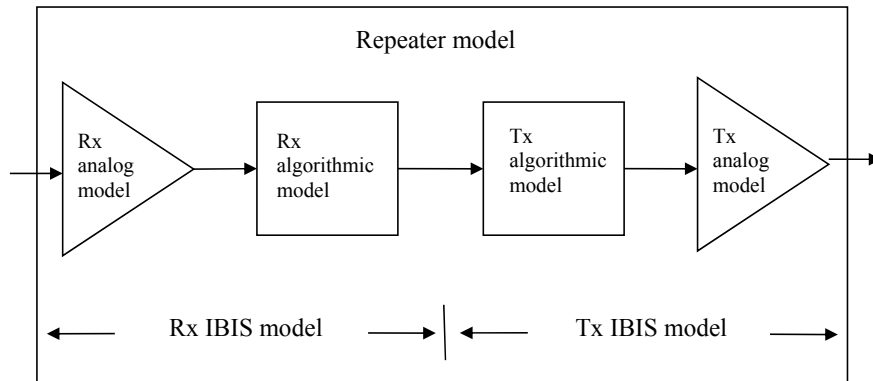 Repeater model
Rx
analog
model
Rx
algorithmic
model
Tx
algorithmic
model
Tx
analog
model
Rx IBIS model
Tx IBIS model